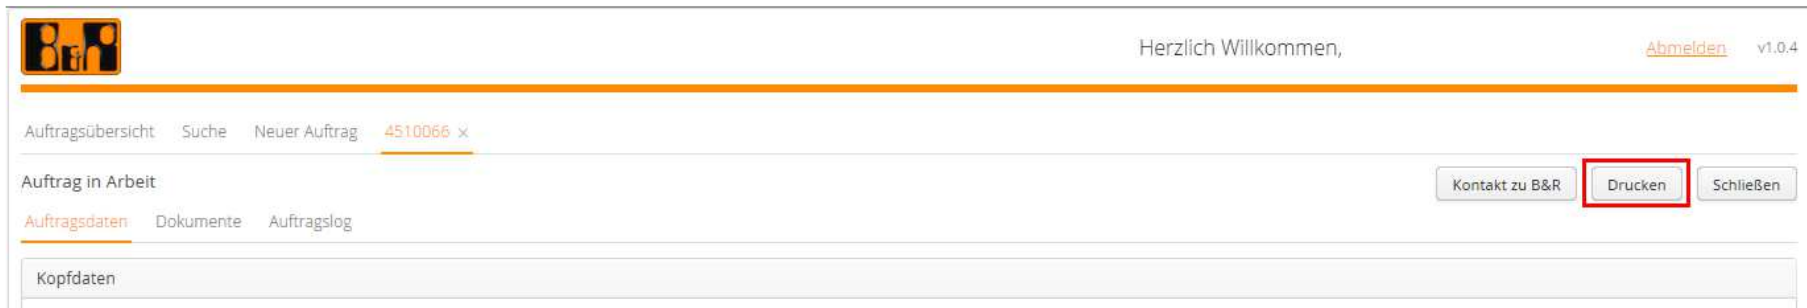 B&R
Herzlich Willkommen, Abmelden v1.0.4
Auftragsübersicht Suche Neuer Auftrag 4510066 ×
Auftrag in Arbeit Kontakt zu B&R Drucken Schließen
Auftragsdaten Dokumente Auftragslog
Kopfdaten